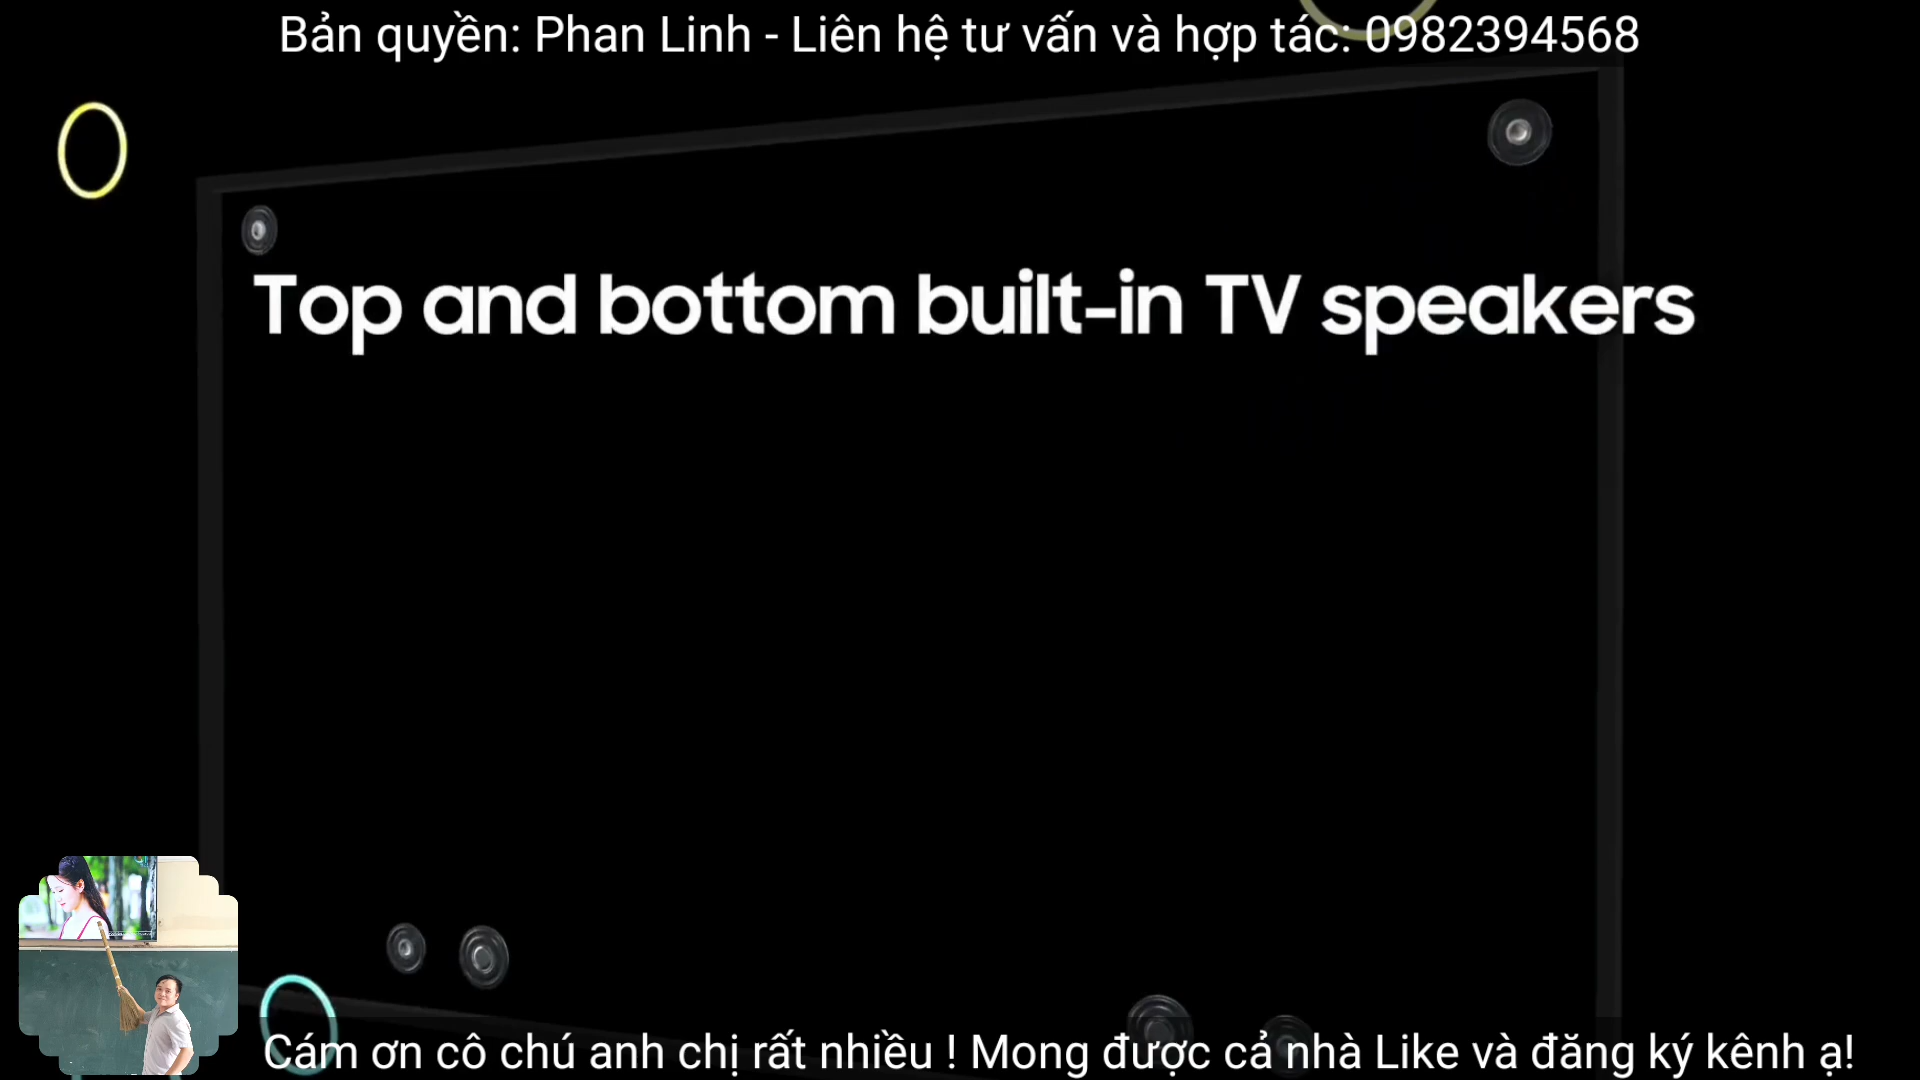 Bản quyền: Phan Linh - Liên hệ tư vấn và hợp tác: 0982394568
Top and bottom built-in TV speakers
Cám ơn cô chú anh chị rất nhiều ! Mong được cả nhà Like và đăng ký kênh ạ!